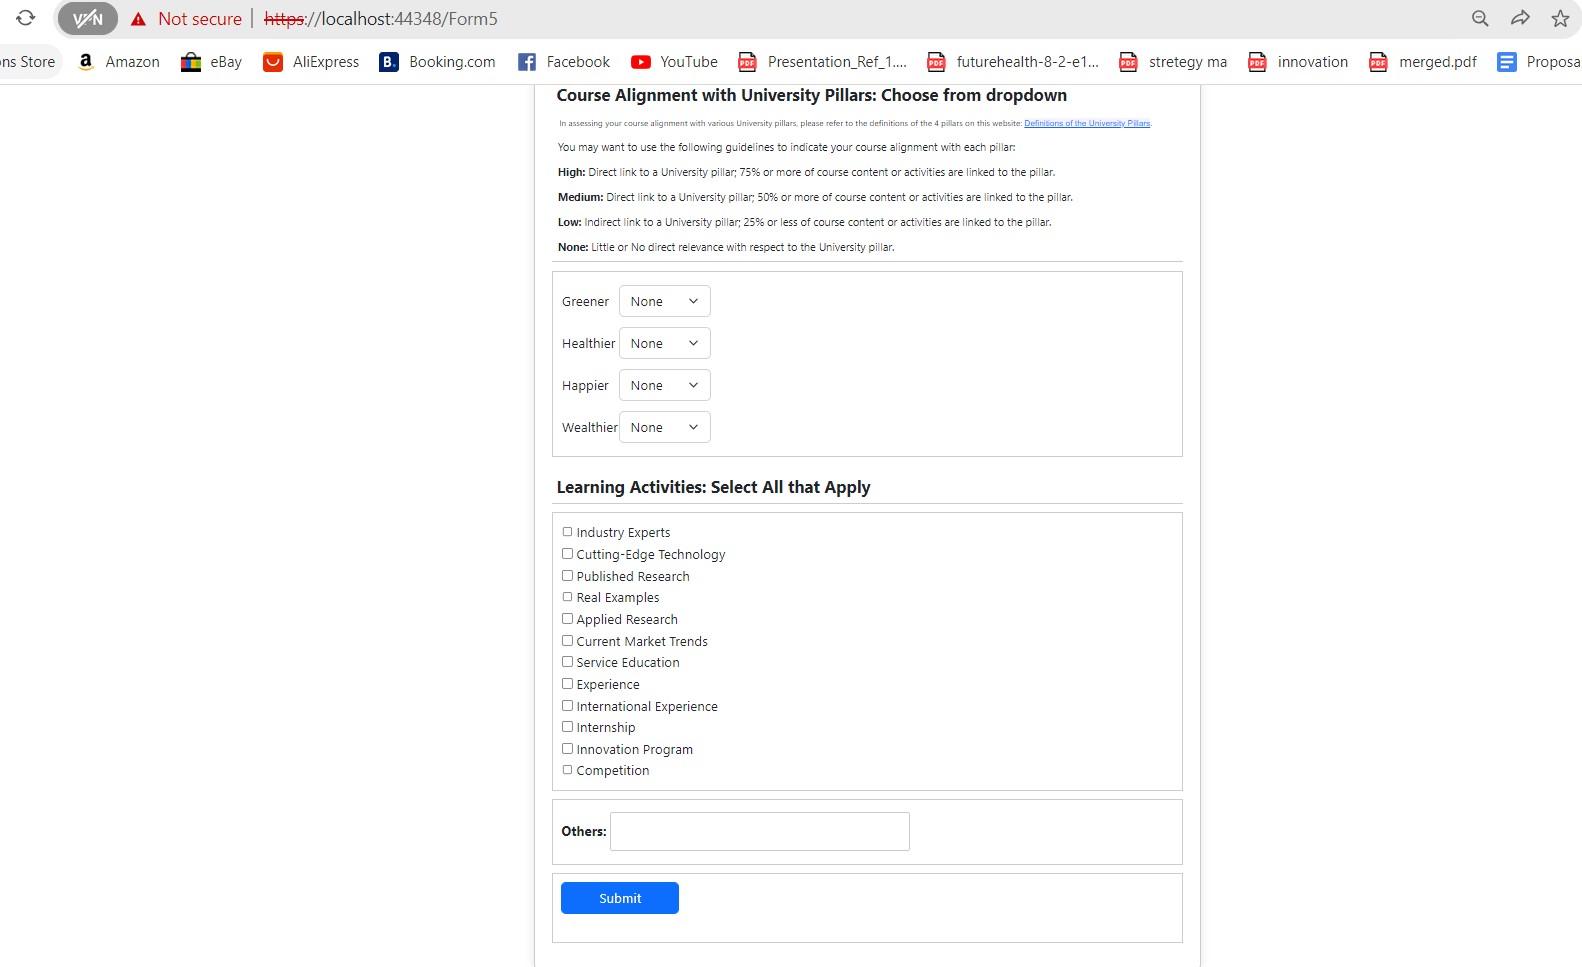 VPN Not secure https://localhost:44348/Form5
ns Store Amazon eBay AliExpress B. Booking.com Facebook YouTube PDF Presentation_Ref_1.... PDF futurehealth-8-2-e1... PDF stretegy ma PDF innovation PDF merged.pdf Proposa
Course Alignment with University Pillars: Choose from dropdown
In assessing your course alignment with various University pillars, please refer to the definitions of the 4 pillars on this website: Definitions of the University Pillars.
You may want to use the following guidelines to indicate your course alignment with each pillar:
High: Direct link to a University pillar; 75% or more of course content or activities are linked to the pillar.
Medium: Direct link to a University pillar; 50% or more of course content or activities are linked to the pillar.
Low: Indirect link to a University pillar; 25% or less of course content or activities are linked to the pillar.
None: Little or No direct relevance with respect to the University pillar.
Greener None
Healthier None
Happier None
Wealthier None
Learning Activities: Select All that Apply
Industry Experts
Cutting-Edge Technology
Published Research
Real Examples
Applied Research
Current Market Trends
Service Education
Experience
International Experience
Internship
Innovation Program
Competition
Others:
Submit